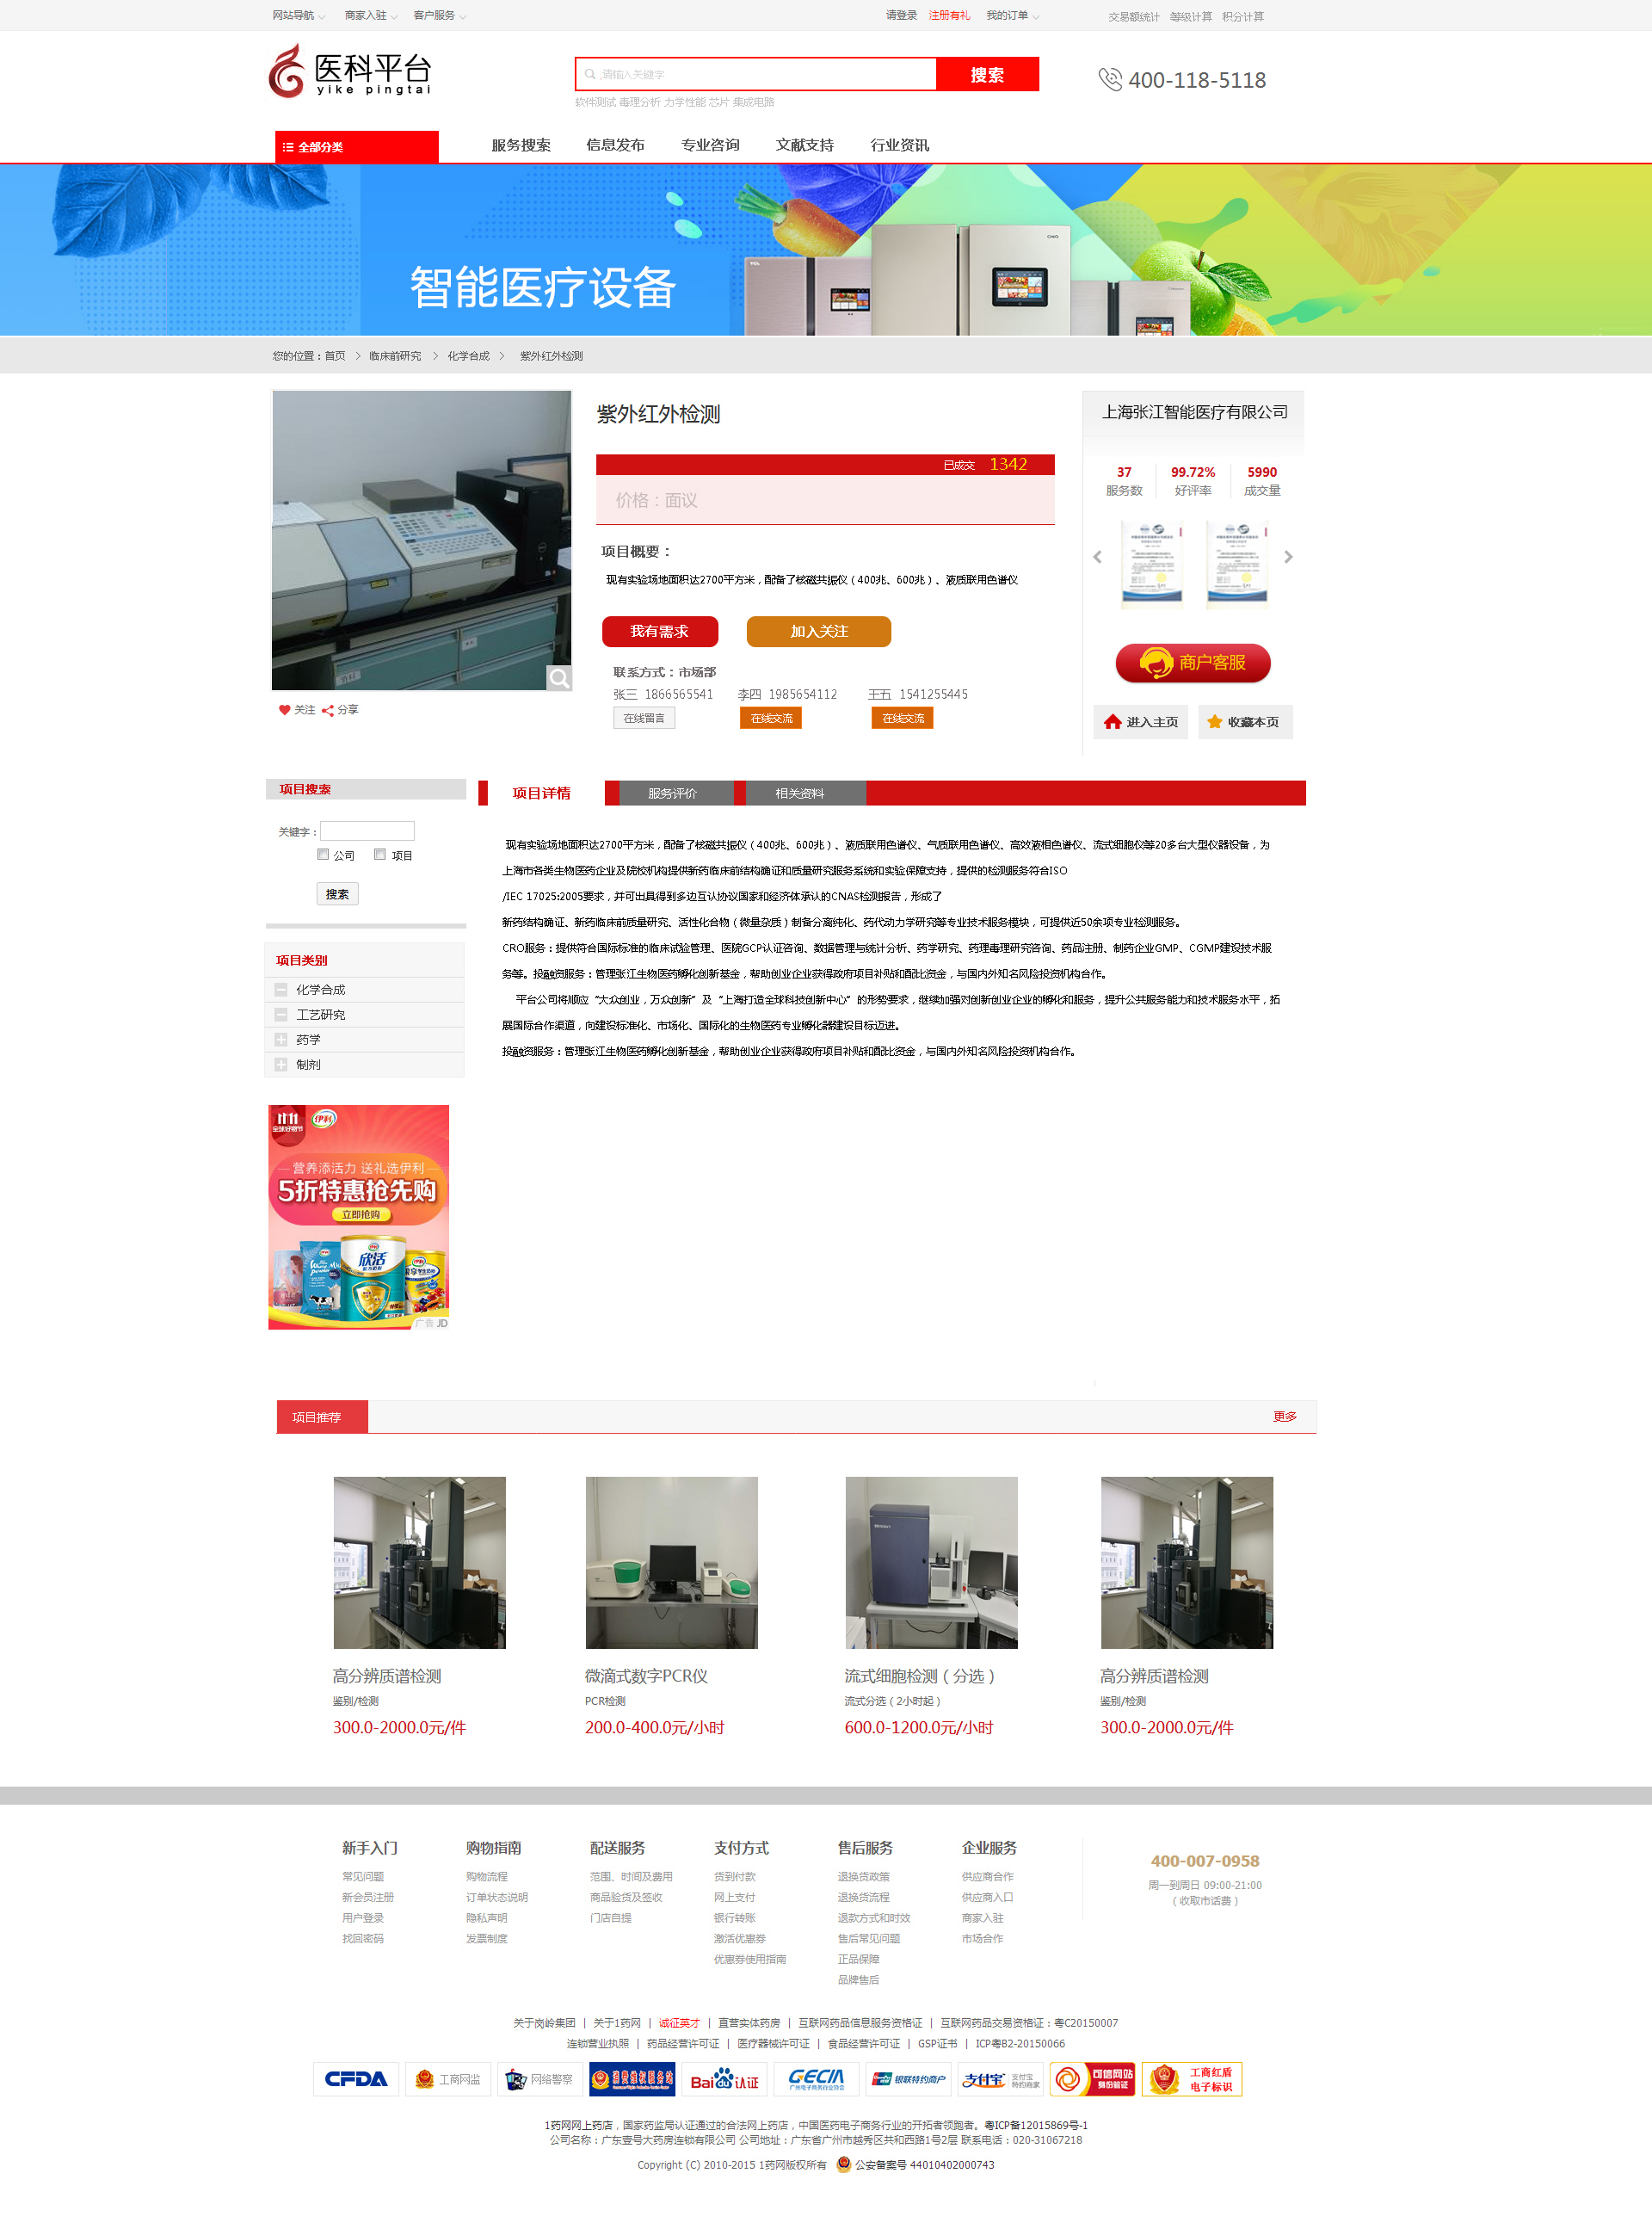 网站导航 商家入驻 客户服务 请登录 注册有礼 我的订单 交易额统计 等级计算 积分计算
医科平台
yike pingtai
请输入关键字 搜索
400-118-5118
软件测试 毒理分析 力学性能 芯片 集成电路
全部分类 服务搜索 信息发布 专业咨询 文献支持 行业资讯
智能医疗设备
您的位置：首页 > 临床前研究 > 化学合成 > 紫外红外检测
紫外红外检测
已成交 1342
价格：面议
项目概要：
现有实验场地面积达2700平方米，配备了核磁共振仪（400兆、600兆）、液质联用色谱仪
我有需求 加入关注
联系方式：市场部
张三 1866565541 李四 1985654112 王五 1541255445
在线留言 在线交流 在线交流
关注 分享
上海张江智能医疗有限公司
37 99.72% 5990
服务数 好评率 成交量
商户客服
进入主页 收藏本页
项目搜索
关键字：
公司 项目
搜索
项目类别
化学合成
工艺研究
药学
制剂
项目详情 服务评价 相关资料
现有实验场地面积达2700平方米，配备了核磁共振仪（400兆、600兆）、液质联用色谱仪、气质联用色谱仪、高效液相色谱仪、流式细胞仪等20多台大型仪器设备，为
上海市各类生物医药企业及院校机构提供新药临床前结构确证和质量研究服务系统和实验保障支持，提供的检测服务符合ISO
/IEC 17025:2005要求，并可出具得到多边互认协议国家和经济体承认的CNAS检测报告，形成了
新药结构确证、新药临床前质量研究、活性化合物（微量杂质）制备分离纯化、药代动力学研究等专业技术服务模块，可提供近50余项专业检测服务。
CRO服务：提供符合国际标准的临床试验管理、医院GCP认证咨询、数据管理与统计分析、药学研究、药理毒理研究咨询、药品注册、制药企业GMP、CGMP建设技术服
务等。投融资服务：管理张江生物医药孵化创新基金，帮助创业企业获得政府项目补贴和配比资金，与国内外知名风险投资机构合作。
平台公司将顺应“大众创业，万众创新”及“上海打造全球科技创新中心”的形势要求，继续加强对创新创业企业的孵化和服务，提升公共服务能力和技术服务水平，拓
展国际合作渠道，向建设标准化、市场化、国际化的生物医药专业孵化器建设目标迈进。
投融资服务：管理张江生物医药孵化创新基金，帮助创业企业获得政府项目补贴和配比资金，与国内外知名风险投资机构合作。
11.11 伊利
全球好物节
营养添活力 送礼选伊利
5折特惠抢先购
立即抢购
欣活
广告 JD
项目推荐 更多
高分辨质谱检测 微滴式数字PCR仪 流式细胞检测（分选） 高分辨质谱检测
鉴别/检测 PCR检测 流式分选（2小时起） 鉴别/检测
300.0-2000.0元/件 200.0-400.0元/小时 600.0-1200.0元/小时 300.0-2000.0元/件
新手入门 购物指南 配送服务 支付方式 售后服务 企业服务
400-007-0958
常见问题 购物流程 范围、时间及费用 货到付款 退换货政策 供应商合作
周一到周日 09:00-21:00
新会员注册 订单状态说明 商品验货及签收 网上支付 退换货流程 供应商入口
（收取市话费）
用户登录 隐私声明 门店自提 银行转账 退款方式和时效 商家入驻
找回密码 发票制度 激活优惠券 售后常见问题 市场合作
优惠券使用指南 正品保障
品牌售后
关于岗岭集团 | 关于1药网 | 诚征英才 | 直营实体药房 | 互联网药品信息服务资格证 | 互联网药品交易资格证：粤C20150007
连锁营业执照 | 药品经营许可证 | 医疗器械许可证 | 食品经营许可证 | GSP证书 | ICP粤B2-20150066
CFDA 工商网监 网络警察 消费维权服务站 Bai du 认证 GECIA 广州电子商务行业协会 银联特约商户 支付宝 支付宝特约商家 可信网站 身份验证 工商红盾 电子标识
1药网网上药店，国家药监局认证通过的合法网上药店，中国医药电子商务行业的开拓者领跑者。粤ICP备12015869号-1
公司名称：广东壹号大药房连锁有限公司 公司地址：广东省广州市越秀区共和西路1号2层 联系电话：020-31067218
Copyright (C) 2010-2015 1药网版权所有 公安备案号 44010402000743